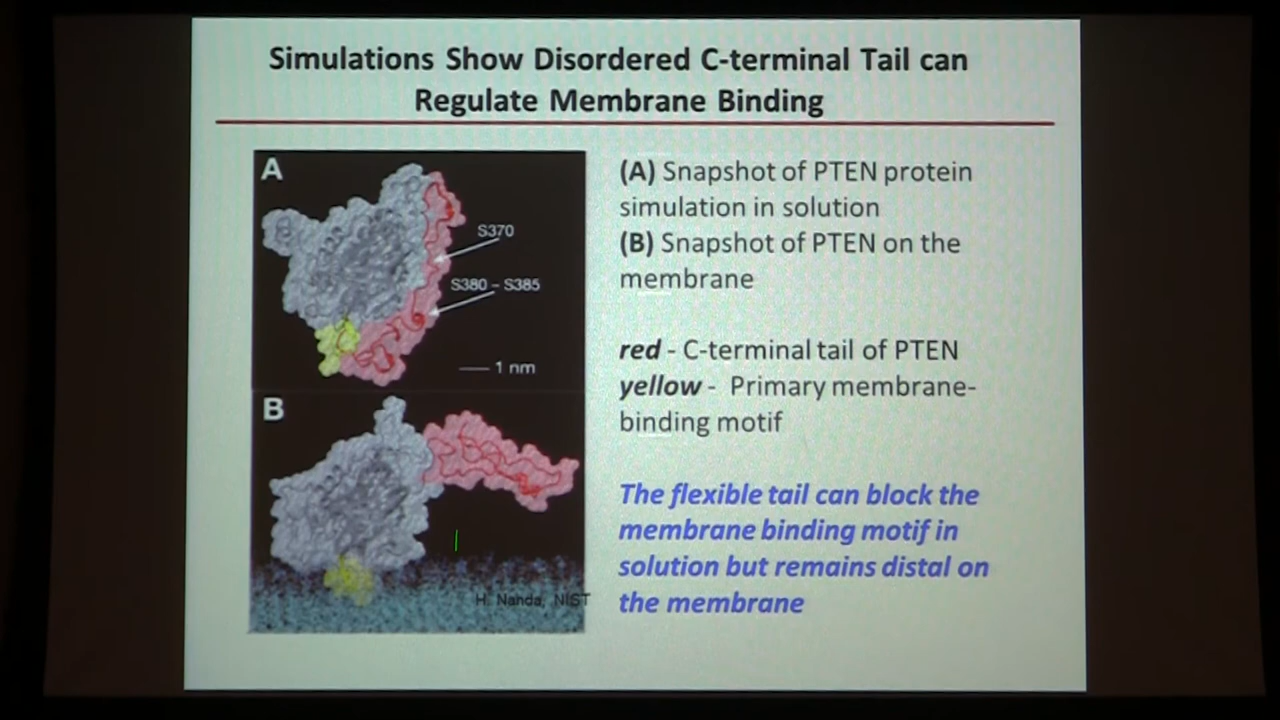 Simulations Show Disordered C-terminal Tail can
Regulate Membrane Binding
A
S370
S380 – S385
1 nm
B
H. Nanda, NIST
(A) Snapshot of PTEN protein
simulation in solution
(B) Snapshot of PTEN on the
membrane
red - C-terminal tail of PTEN
yellow - Primary membrane-
binding motif
The flexible tail can block the
membrane binding motif in
solution but remains distal on
the membrane